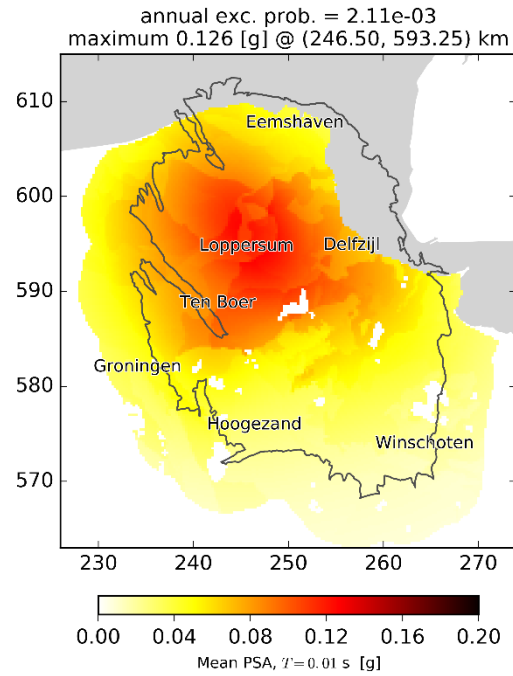 annual exc. prob. = 2.11e-03
maximum 0.126 [g] @ (246.50, 593.25) km
610
Eemshaven
600
Loppersum
Delfzijl
590
Ten Boer
Groningen
580
Hoogezand
Winschoten
570
230
240
250
260
270
0.00
0.04
0.08
0.12
0.16
0.20
Mean PSA, T = 0.01 s [g]